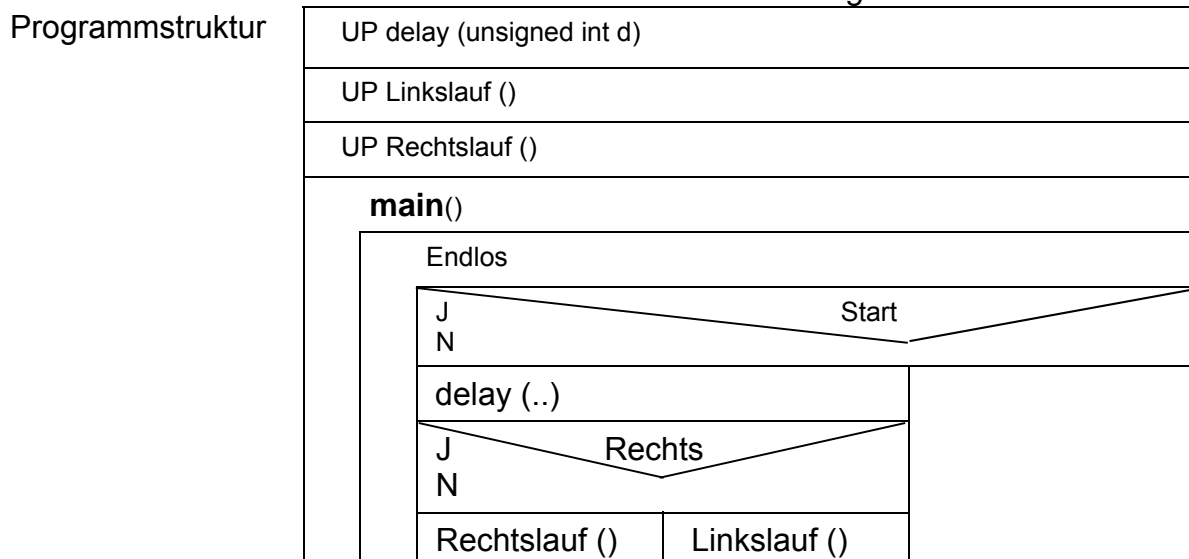 Programmstruktur
UP delay (unsigned int d)
UP Linkslauf ()
UP Rechtslauf ()
main()
Endlos
J Start
N
delay (..)
J Rechts
N
Rechtslauf () Linkslauf ()